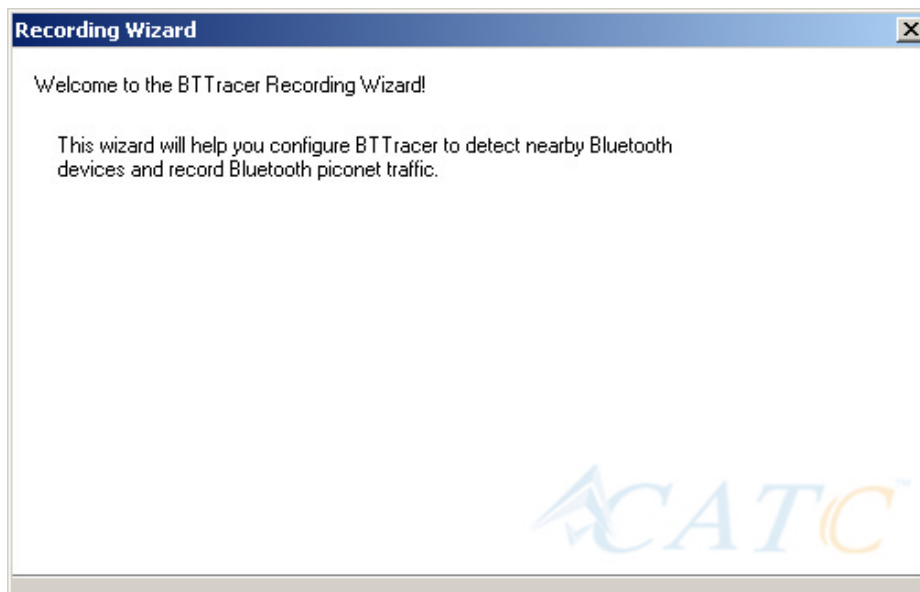 Recording Wizard
Welcome to the BTTracer Recording Wizard!
This wizard will help you configure BTTracer to detect nearby Bluetooth
devices and record Bluetooth piconet traffic.
CATC™